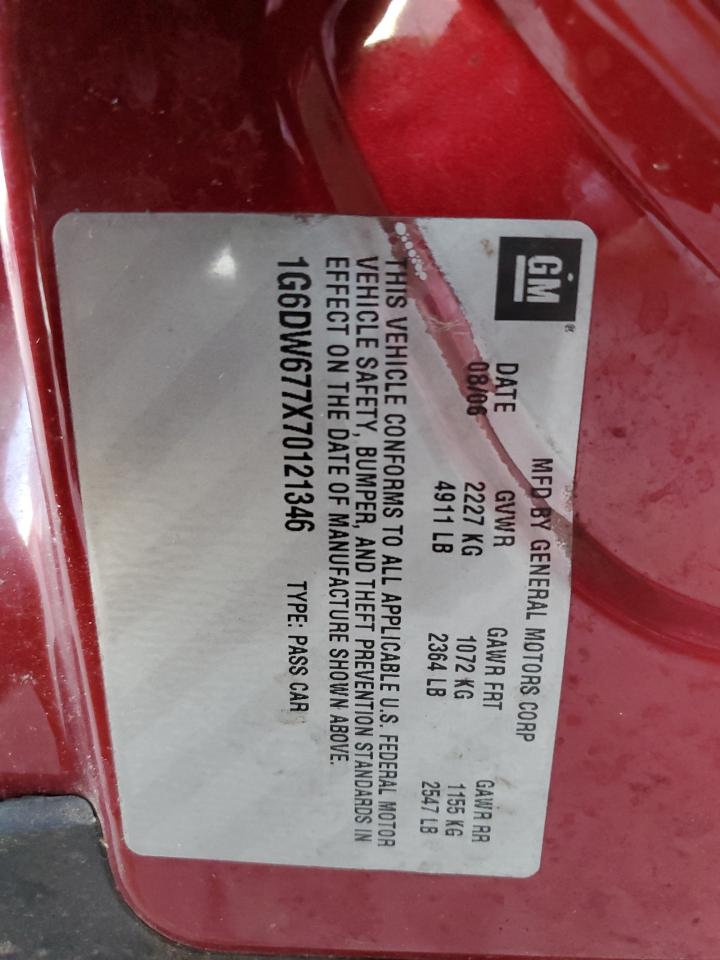 GM®
MFD BY GENERAL MOTORS CORP
DATE GVWR GAWR FRT GAWR RR
08/06 2227 KG 1072 KG 1155 KG
4911 LB 2364 LB 2547 LB
THIS VEHICLE CONFORMS TO ALL APPLICABLE U.S. FEDERAL MOTOR
VEHICLE SAFETY, BUMPER, AND THEFT PREVENTION STANDARDS IN
EFFECT ON THE DATE OF MANUFACTURE SHOWN ABOVE.
1G6DW677X70121346 TYPE: PASS CAR